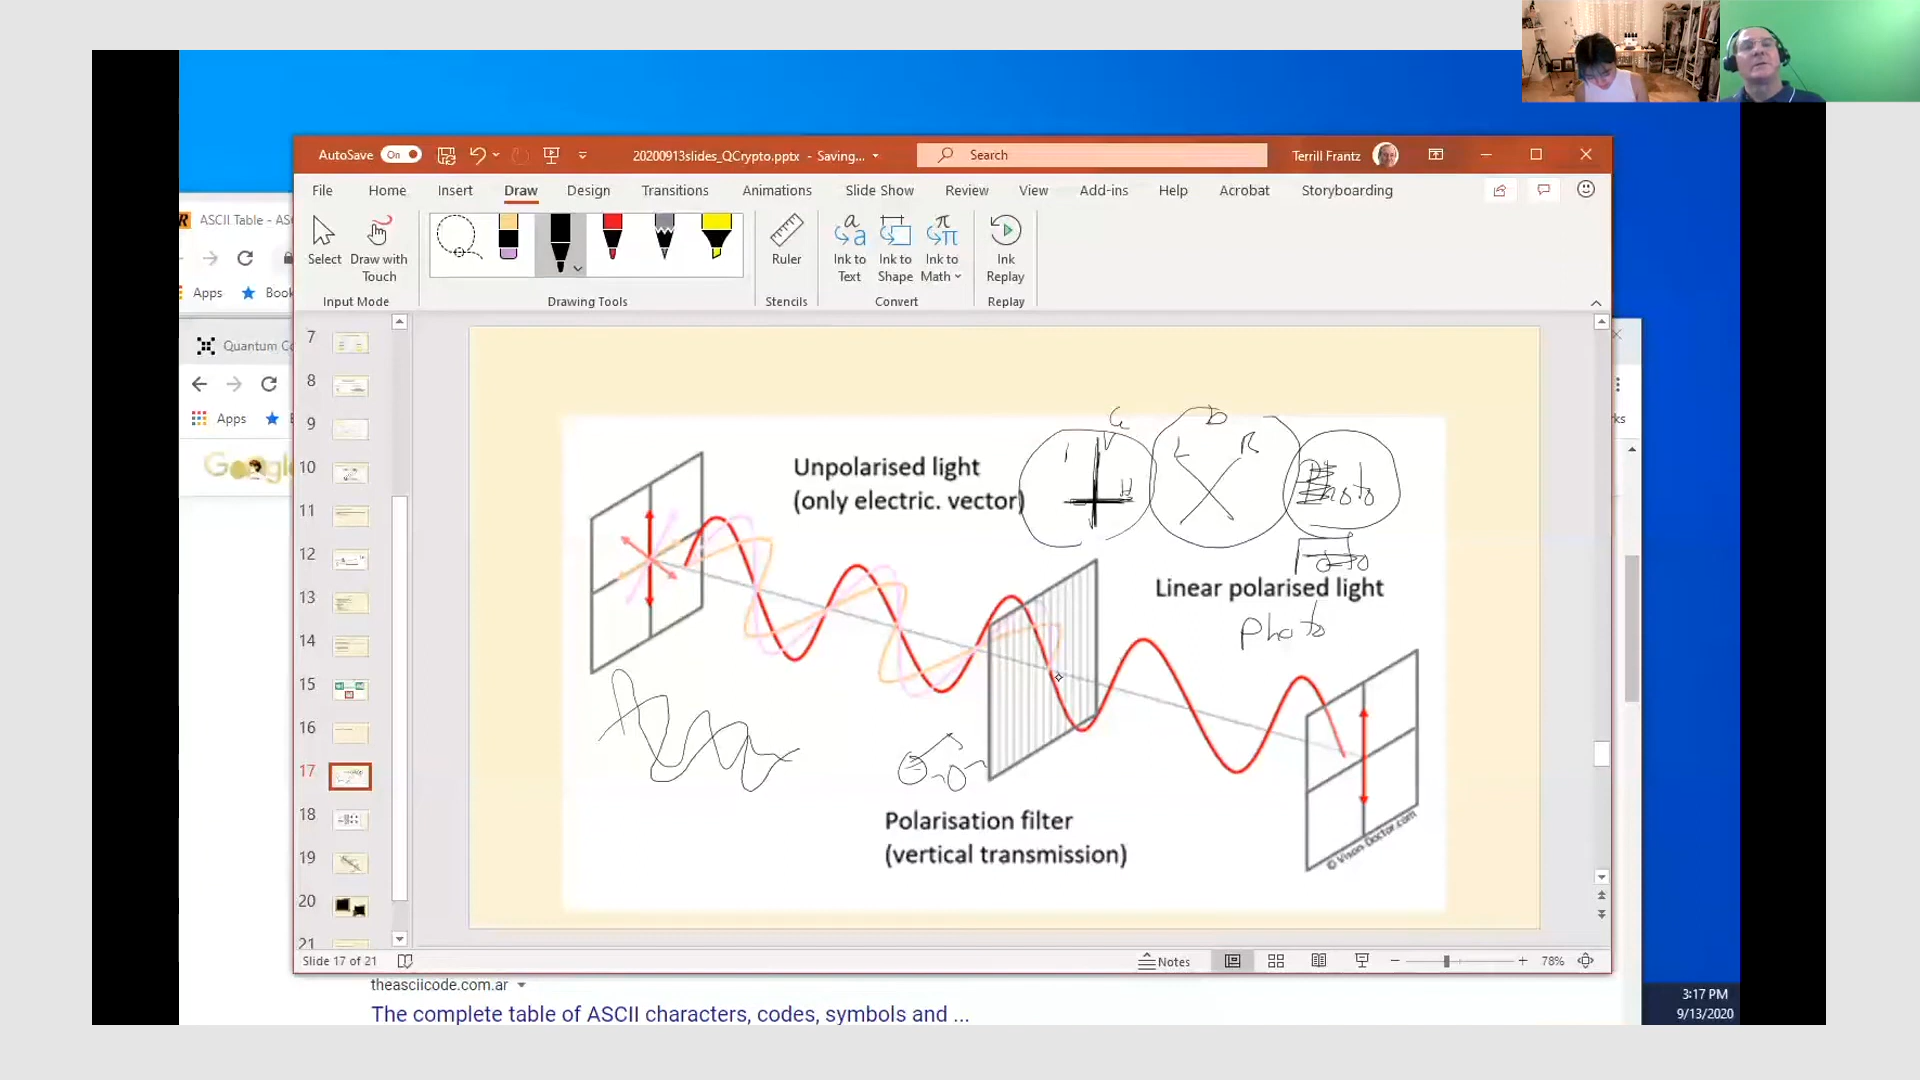 AutoSave On 20200913slides_QCrypto.pptx - Saving... Search Terrill Frantz
File Home Insert Draw Design Transitions Animations Slide Show Review View Add-ins Help Acrobat Storyboarding
ASCII Table - AS
Select Draw with Touch
Ruler
Ink to Text
Ink to Shape
Ink to Math
Ink Replay
Input Mode Drawing Tools Stencils Convert Replay
Apps Book
Quantum C
Apps
Google
7
8
9
10
11
12
13
14
15
16
17
18
19
20
21
Unpolarised light
(only electric. vector)
V
H
D
L R
Photo
Linear polarised light
Photo
Polarisation filter
(vertical transmission)
© Vison-Doctor.com
Slide 17 of 21 Notes 78%
theasciicode.com.ar
The complete table of ASCII characters, codes, symbols and ...
3:17 PM
9/13/2020